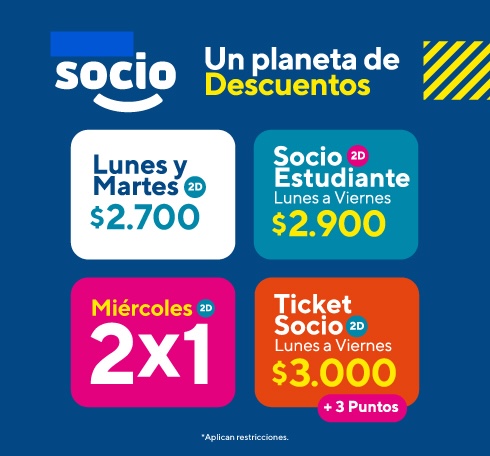 socio
Un planeta de
Descuentos
Lunes y
Martes 2D
$2.700
Socio 2D
Estudiante
Lunes a Viernes
$2.900
Miércoles 2D
2x1
Ticket
Socio 2D
Lunes a Viernes
$3.000
+ 3 Puntos
*Aplican restricciones.